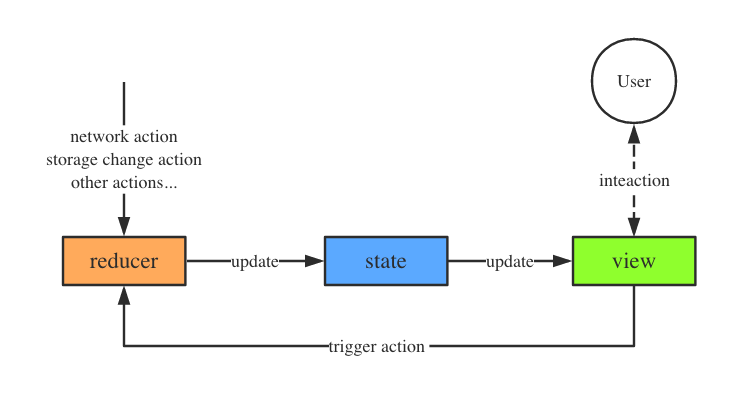 User
network action
storage change action
other actions...
inteaction
reducer
update
state
update
view
trigger action